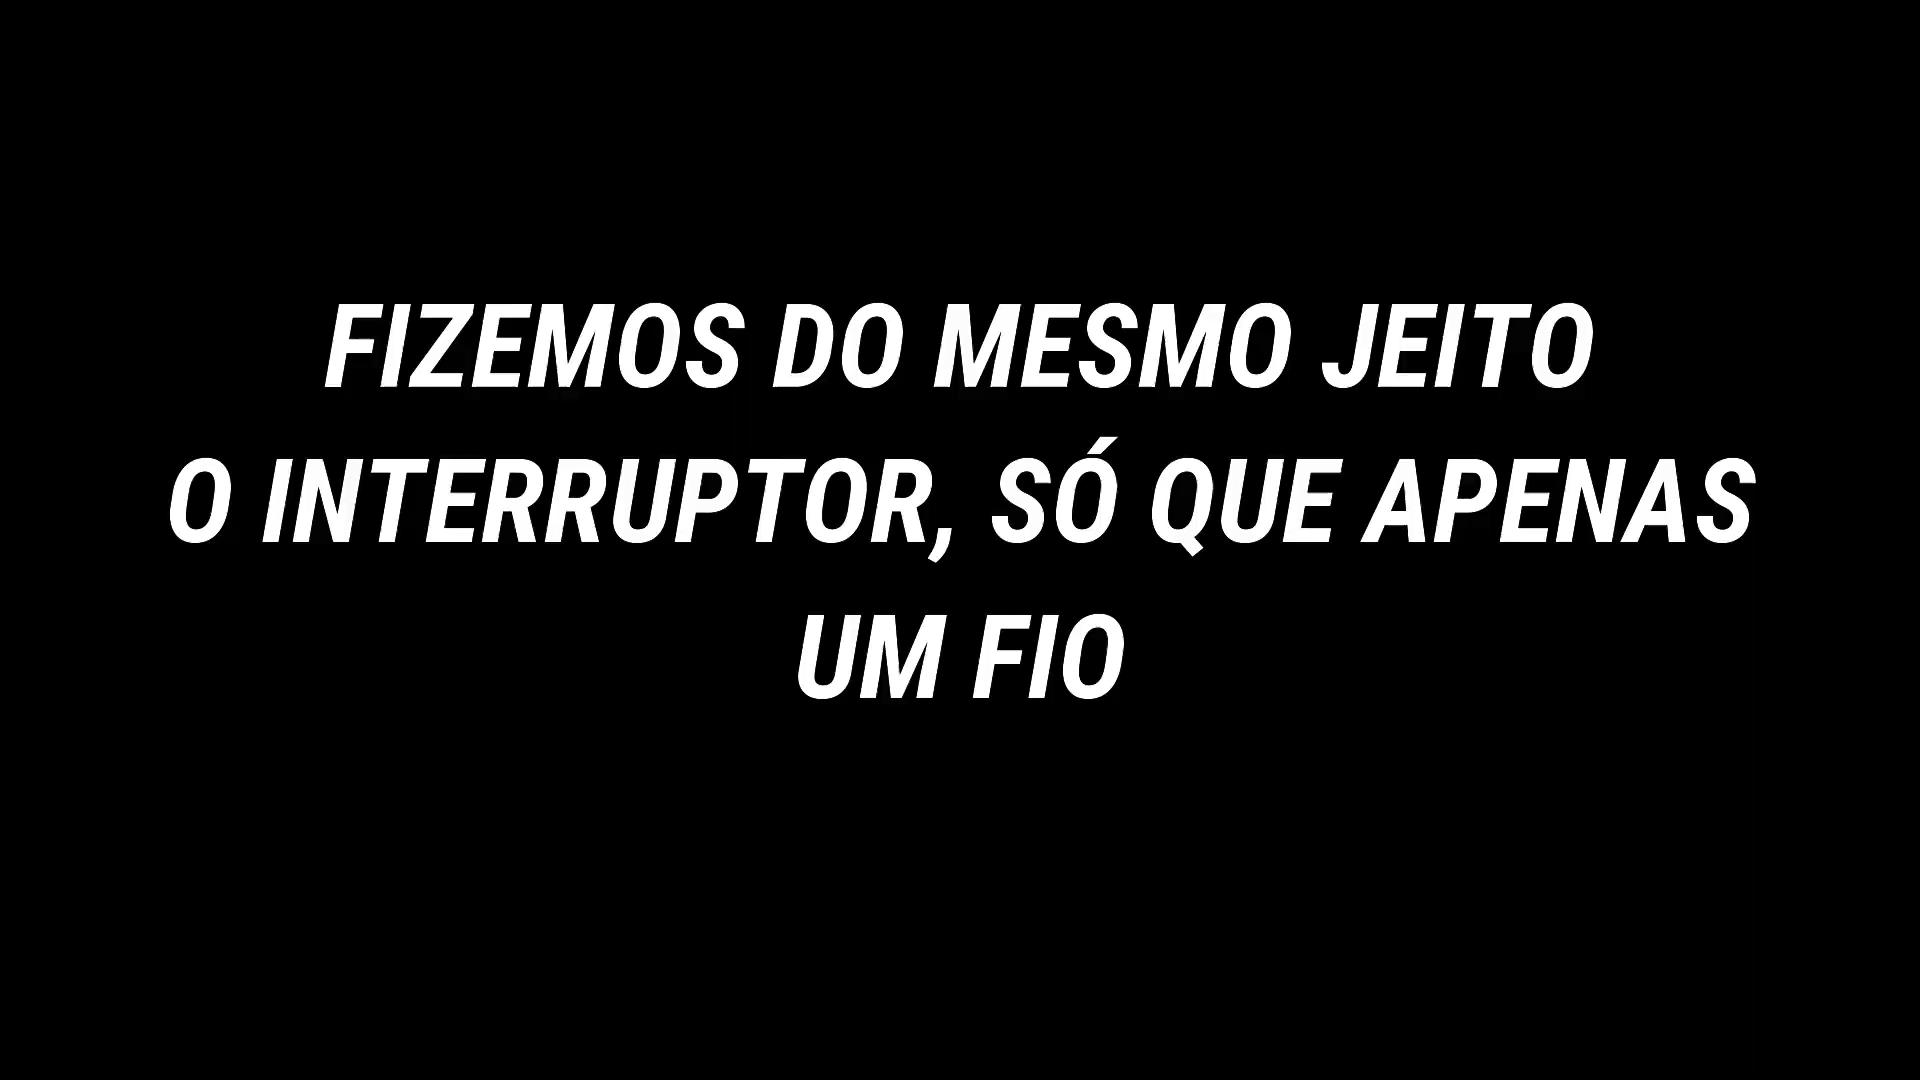 FIZEMOS DO MESMO JEITO
O INTERRUPTOR, SÓ QUE APENAS
UM FIO